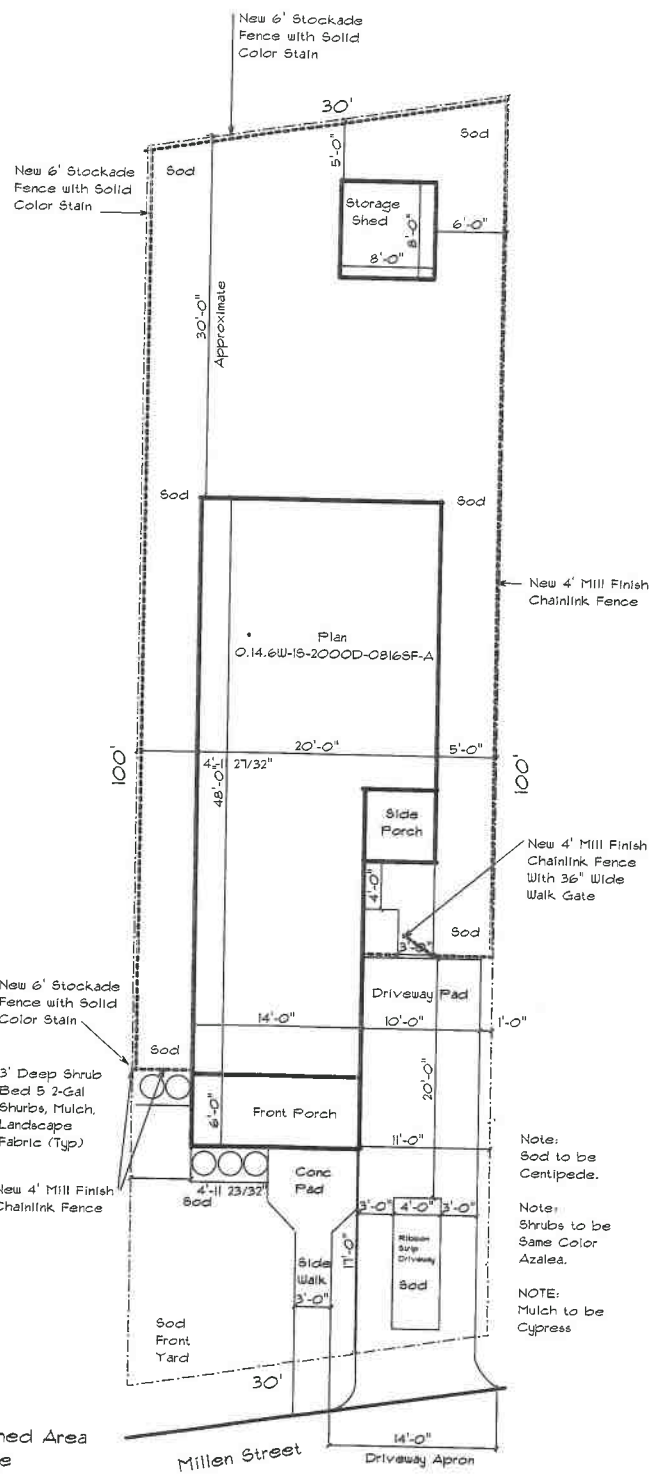 New 6' Stockade
Fence with Solid
Color Stain
30'
Sod
Sod
5'-0"
New 6' Stockade
Fence with Solid
Color Stain
Storage
Shed
8'-0"
8'-0"
6'-0"
30'-0"
Approximate
Sod
Sod
New 4' Mill Finish
Chainlink Fence
Plan
0.14.6W-1S-2000D-0816SF-A
100'
20'-0"
5'-0"
100'
4'-11 27/32"
48'-0"
Side
Porch
New 4' Mill Finish
Chainlink Fence
With 36" Wide
Walk Gate
4'-0"
3'-0"
Sod
New 6' Stockade
Fence with Solid
Color Stain
Driveway Pad
14'-0"
10'-0"
1'-0"
Sod
3' Deep Shrub
Bed 5 2-Gal
Shurbs, Mulch,
Landscape
Fabric (Typ)
20'-0"
6'-0"
Front Porch
11'-0"
New 4' Mill Finish
Chainlink Fence
4'-11 23/32"
Sod
Conc
Pad
Note:
Sod to be
Centipede.
3'-0"
4'-0"
3'-0"
Note:
Shrubs to be
Same Color
Azalea.
Ribbon
Strip
Driveway
Sod
17'-0"
Side
Walk
3'-0"
NOTE:
Mulch to be
Cypress
Sod
Front
Yard
30'
ned Area
e
Millen Street
14'-0"
Driveway Apron